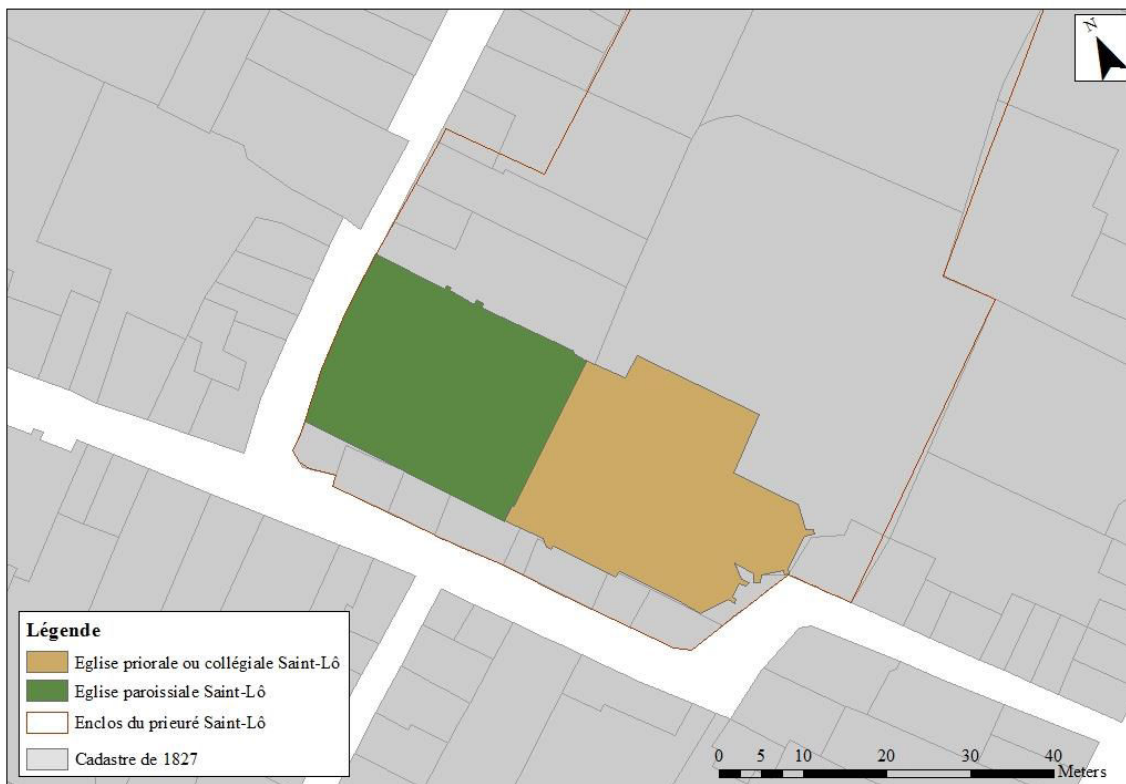 N
Légende
Eglise priorale ou collégiale Saint-Lô
Eglise paroissiale Saint-Lô
Enclos du prieuré Saint-Lô
Cadastre de 1827
0 5 10 20 30 40
Meters